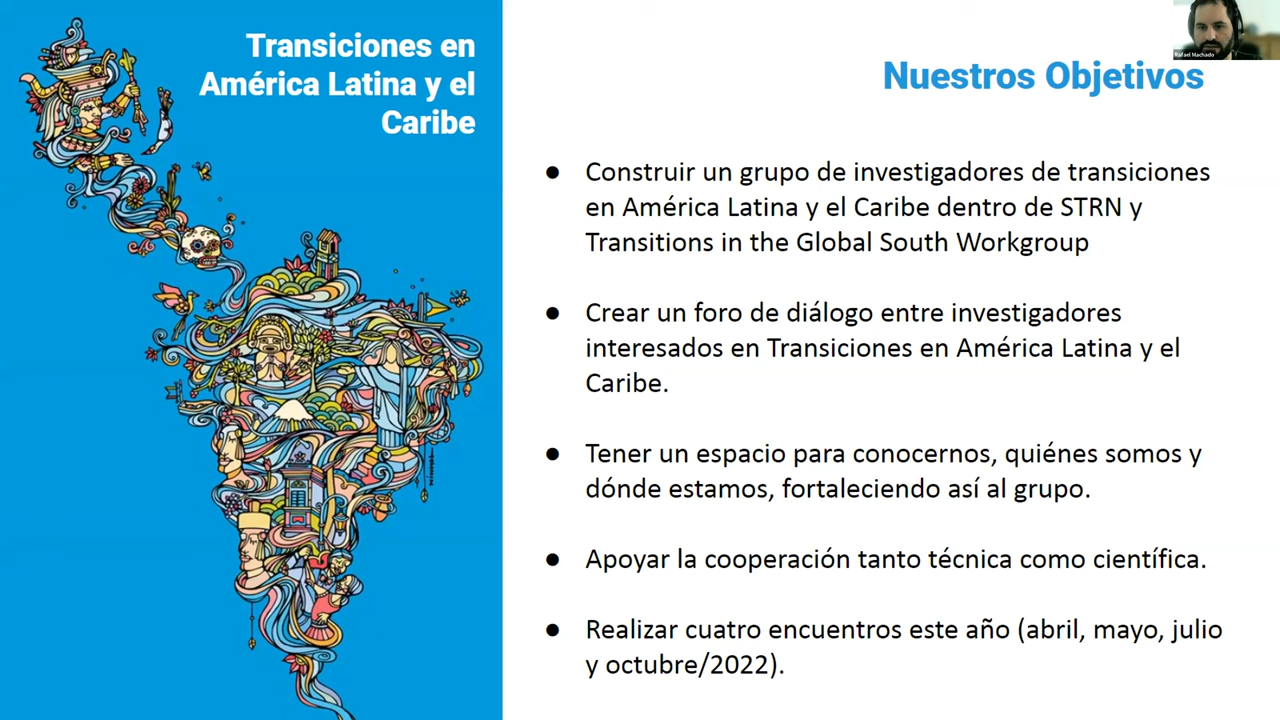 Transiciones en
América Latina y el
Caribe
Rafael Machado
Nuestros Objetivos
● Construir un grupo de investigadores de transiciones
en América Latina y el Caribe dentro de STRN y
Transitions in the Global South Workgroup
● Crear un foro de diálogo entre investigadores
interesados en Transiciones en América Latina y el
Caribe.
● Tener un espacio para conocernos, quiénes somos y
dónde estamos, fortaleciendo así al grupo.
● Apoyar la cooperación tanto técnica como científica.
● Realizar cuatro encuentros este año (abril, mayo, julio
y octubre/2022).